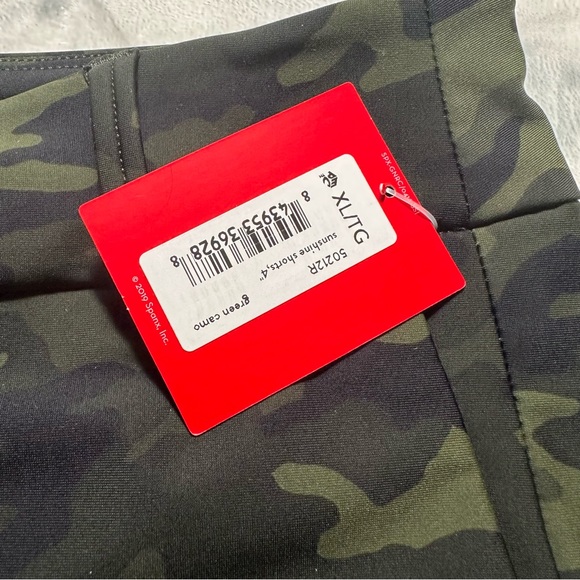 XL/TG
8 43953 36928 8
50212R
sunshine shorts,4"
green camo
© 2019 Spanx, Inc.